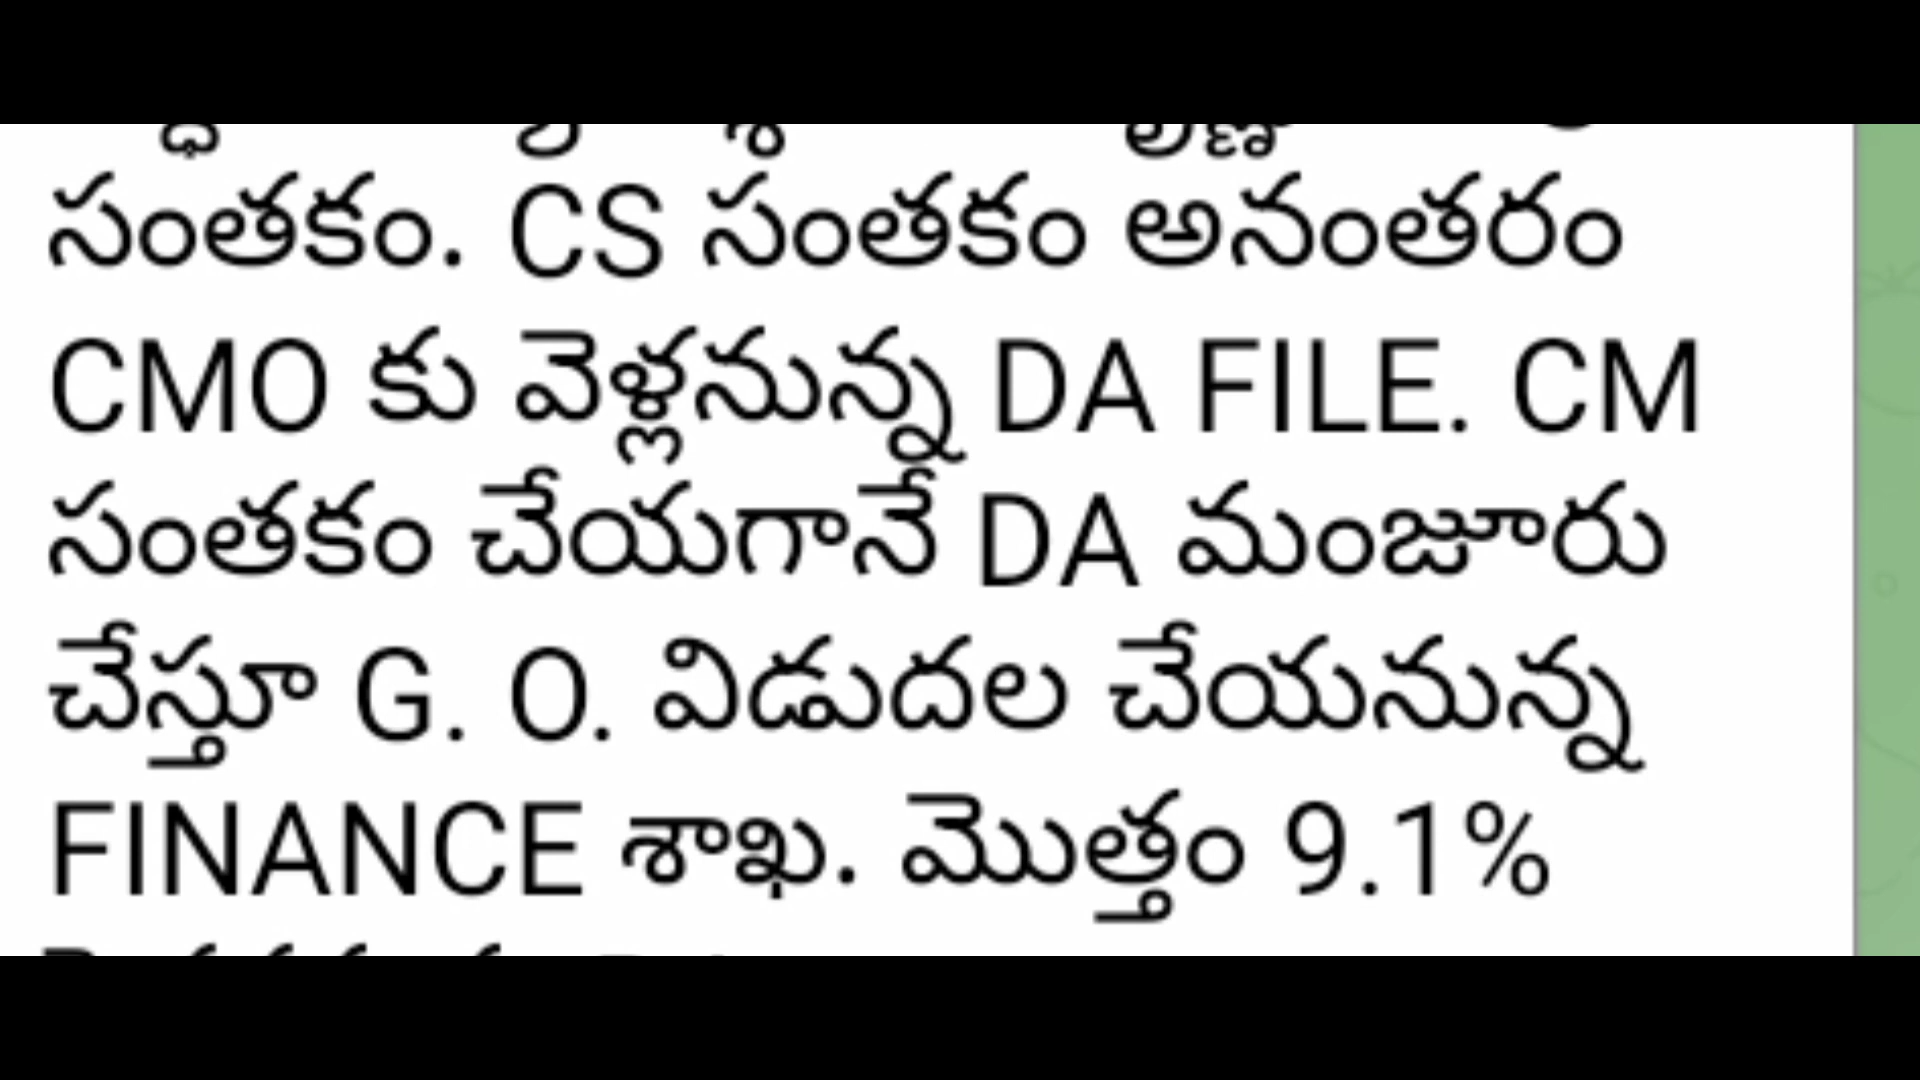 సంతకం. CS సంతకం అనంతరం
CMO కు వెళ్లనున్న DA FILE. CM
సంతకం చేయగానే DA మంజూరు
చేస్తూ G. O. విడుదల చేయనున్న
FINANCE శాఖ. మొత్తం 9.1%